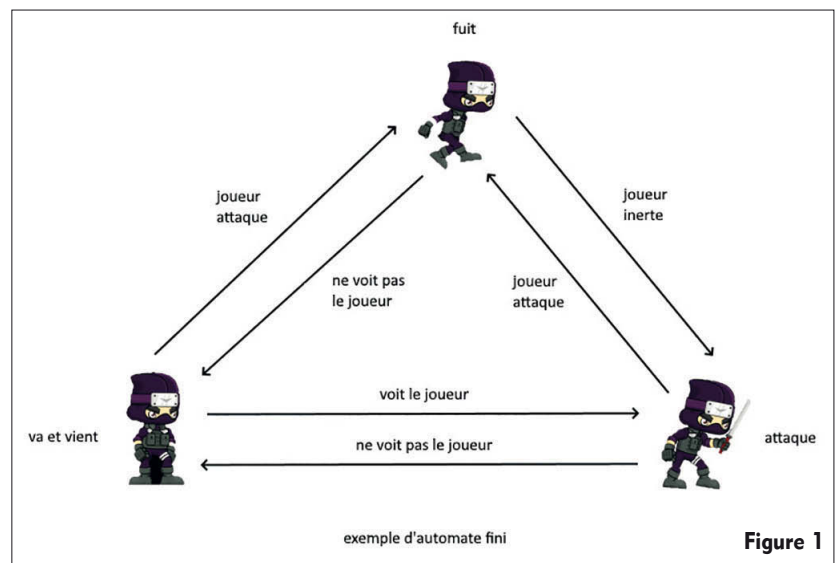 fuit
joueur
attaque
joueur
inerte
ne voit pas
le joueur
joueur
attaque
voit le joueur
va et vient
ne voit pas le joueur
attaque
exemple d'automate fini
Figure 1